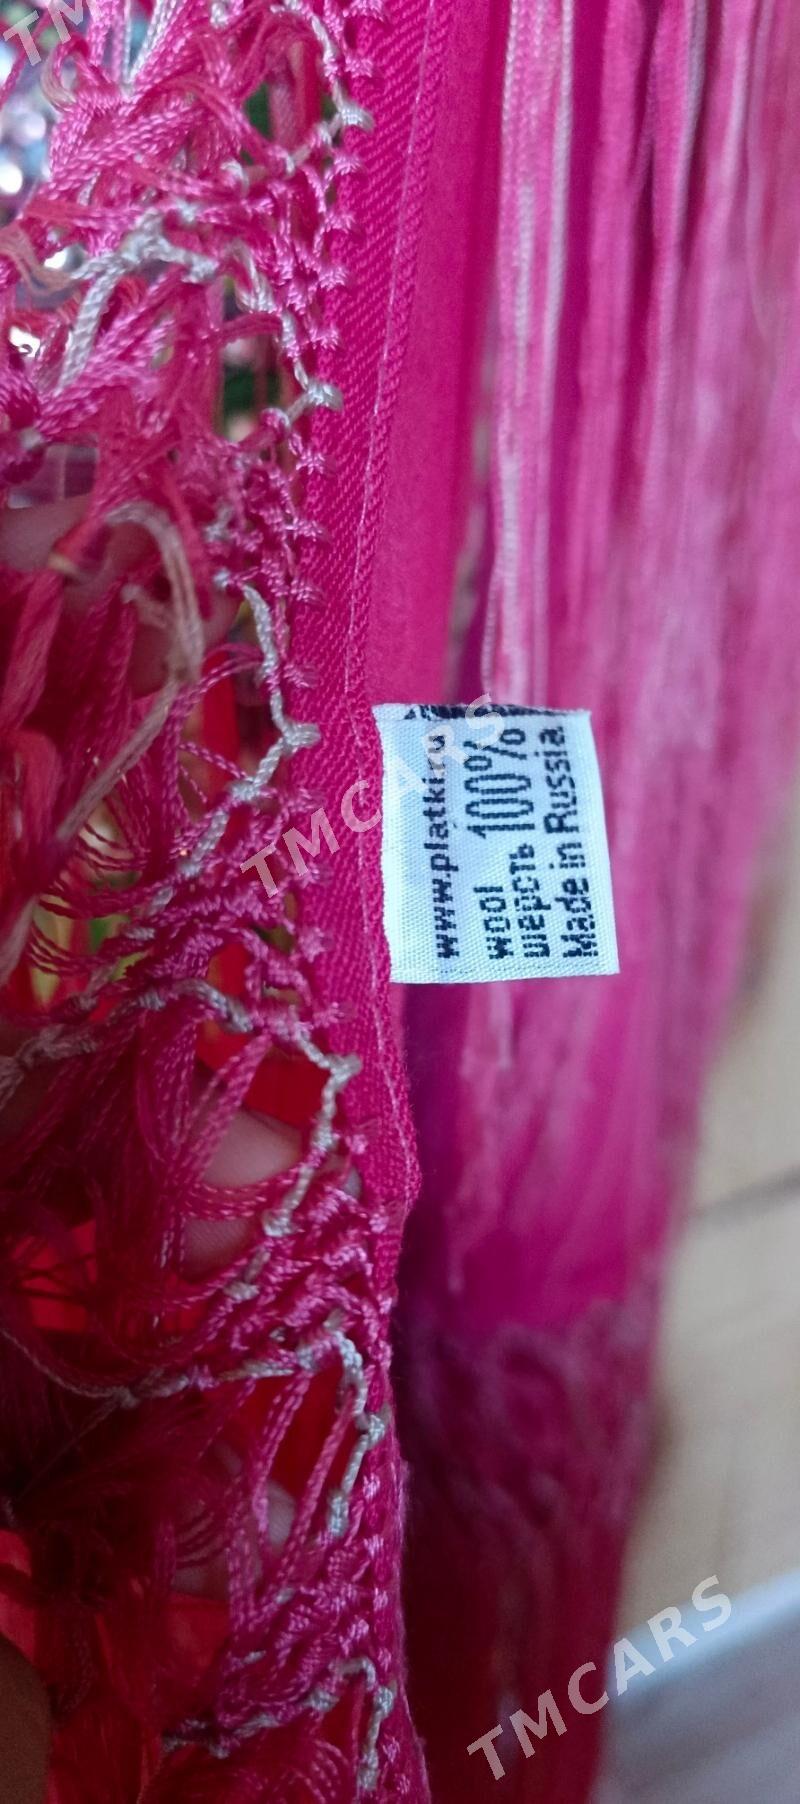 www.platki.ru
wool
шерсть 100%
Made in Russia
TMCARS
TMCARS